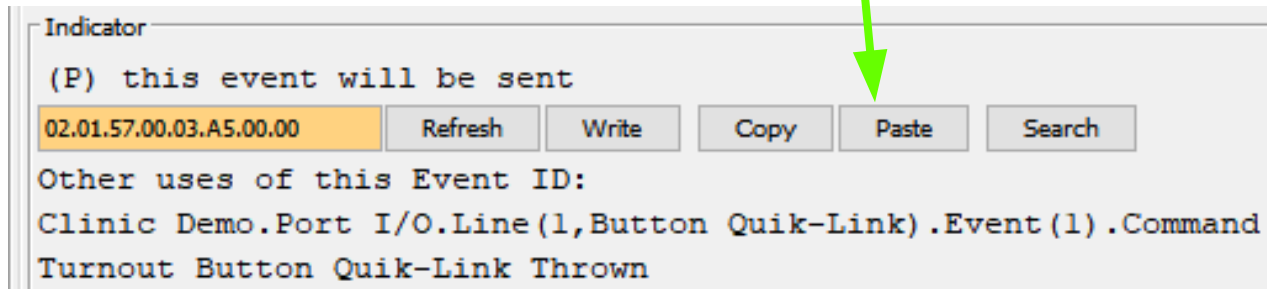 Indicator
(P) this event will be sent
02.01.57.00.03.A5.00.00 Refresh Write Copy Paste Search
Other uses of this Event ID:
Clinic Demo.Port I/O.Line(1,Button Quik-Link).Event(1).Command
Turnout Button Quik-Link Thrown